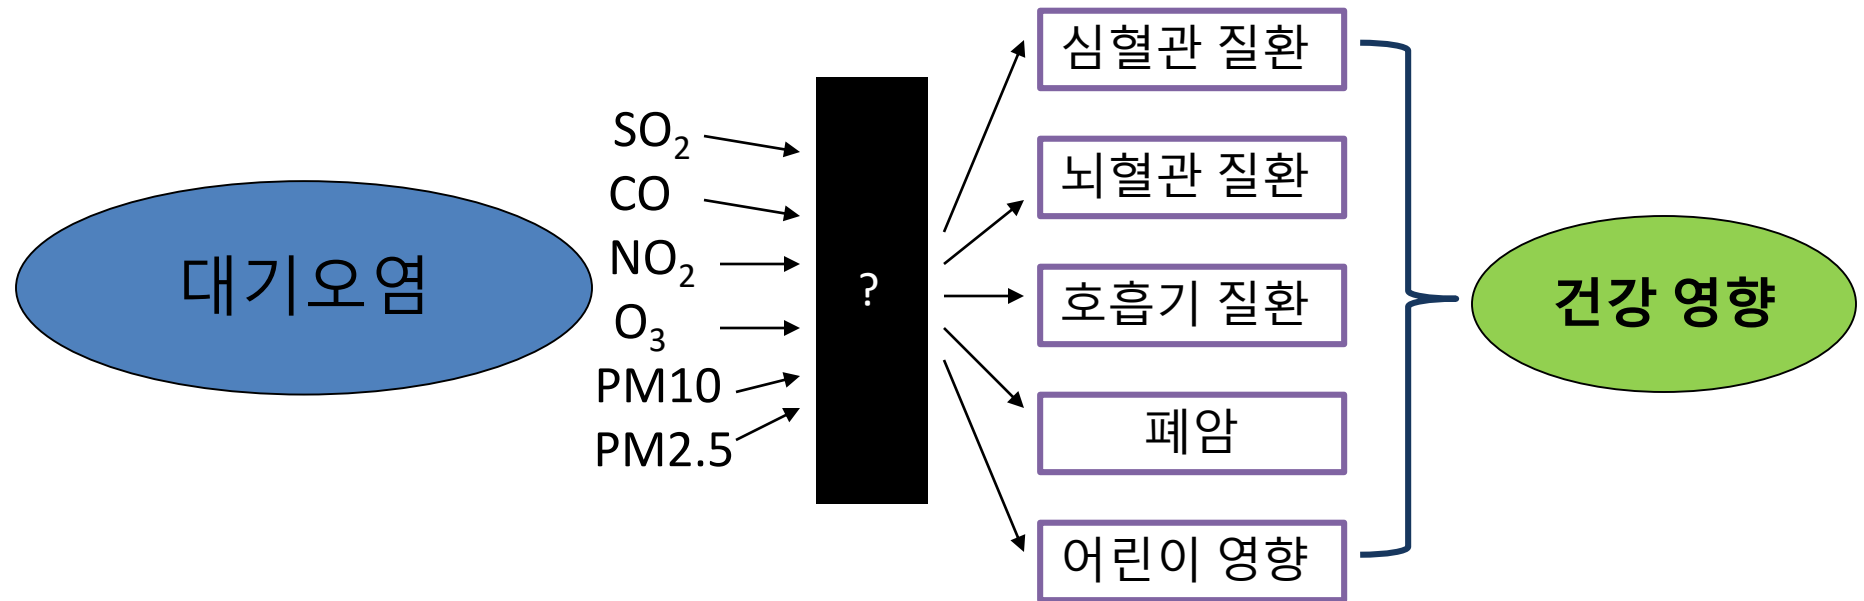 대기오염
SO₂
CO
NO₂
O₃
PM10
PM2.5
?
심혈관 질환
뇌혈관 질환
호흡기 질환
폐암
어린이 영향
건강 영향